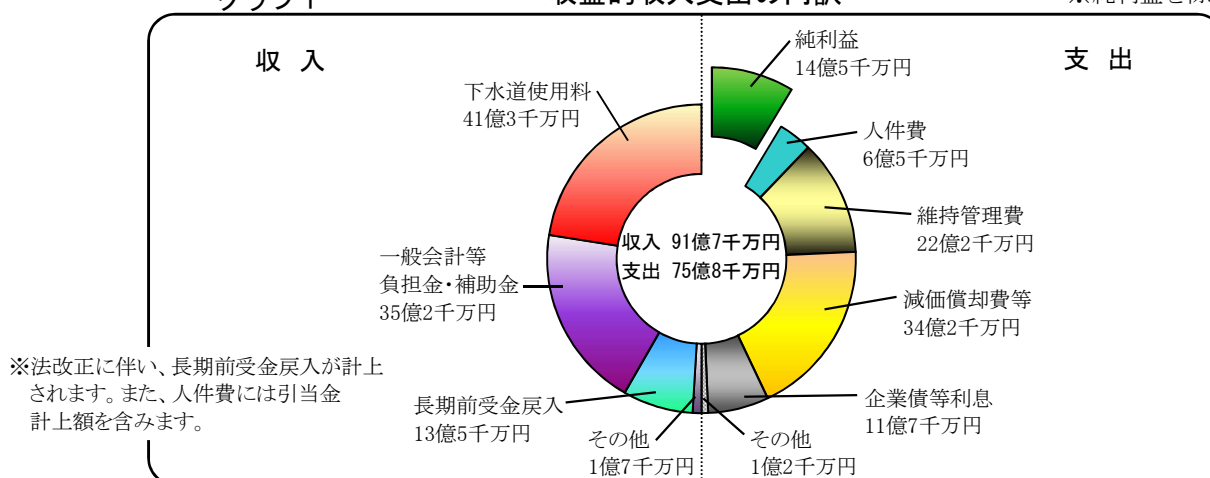 収 入
支 出
純利益
14億5千万円
下水道使用料
41億3千万円
人件費
6億5千万円
維持管理費
22億2千万円
収入 91億7千万円
支出 75億8千万円
一般会計等
負担金・補助金
35億2千万円
減価償却費等
34億2千万円
※法改正に伴い、長期前受金戻入が計上
されます。また、人件費には引当金
計上額を含みます。
長期前受金戻入
13億5千万円
企業債等利息
11億7千万円
その他
1億7千万円
その他
1億2千万円